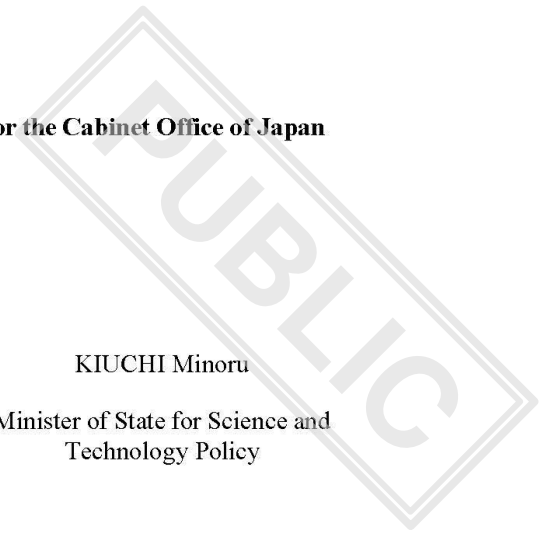 or the Cabinet Office of Japan
PUBLIC
KIUCHI Minoru
Minister of State for Science and
Technology Policy